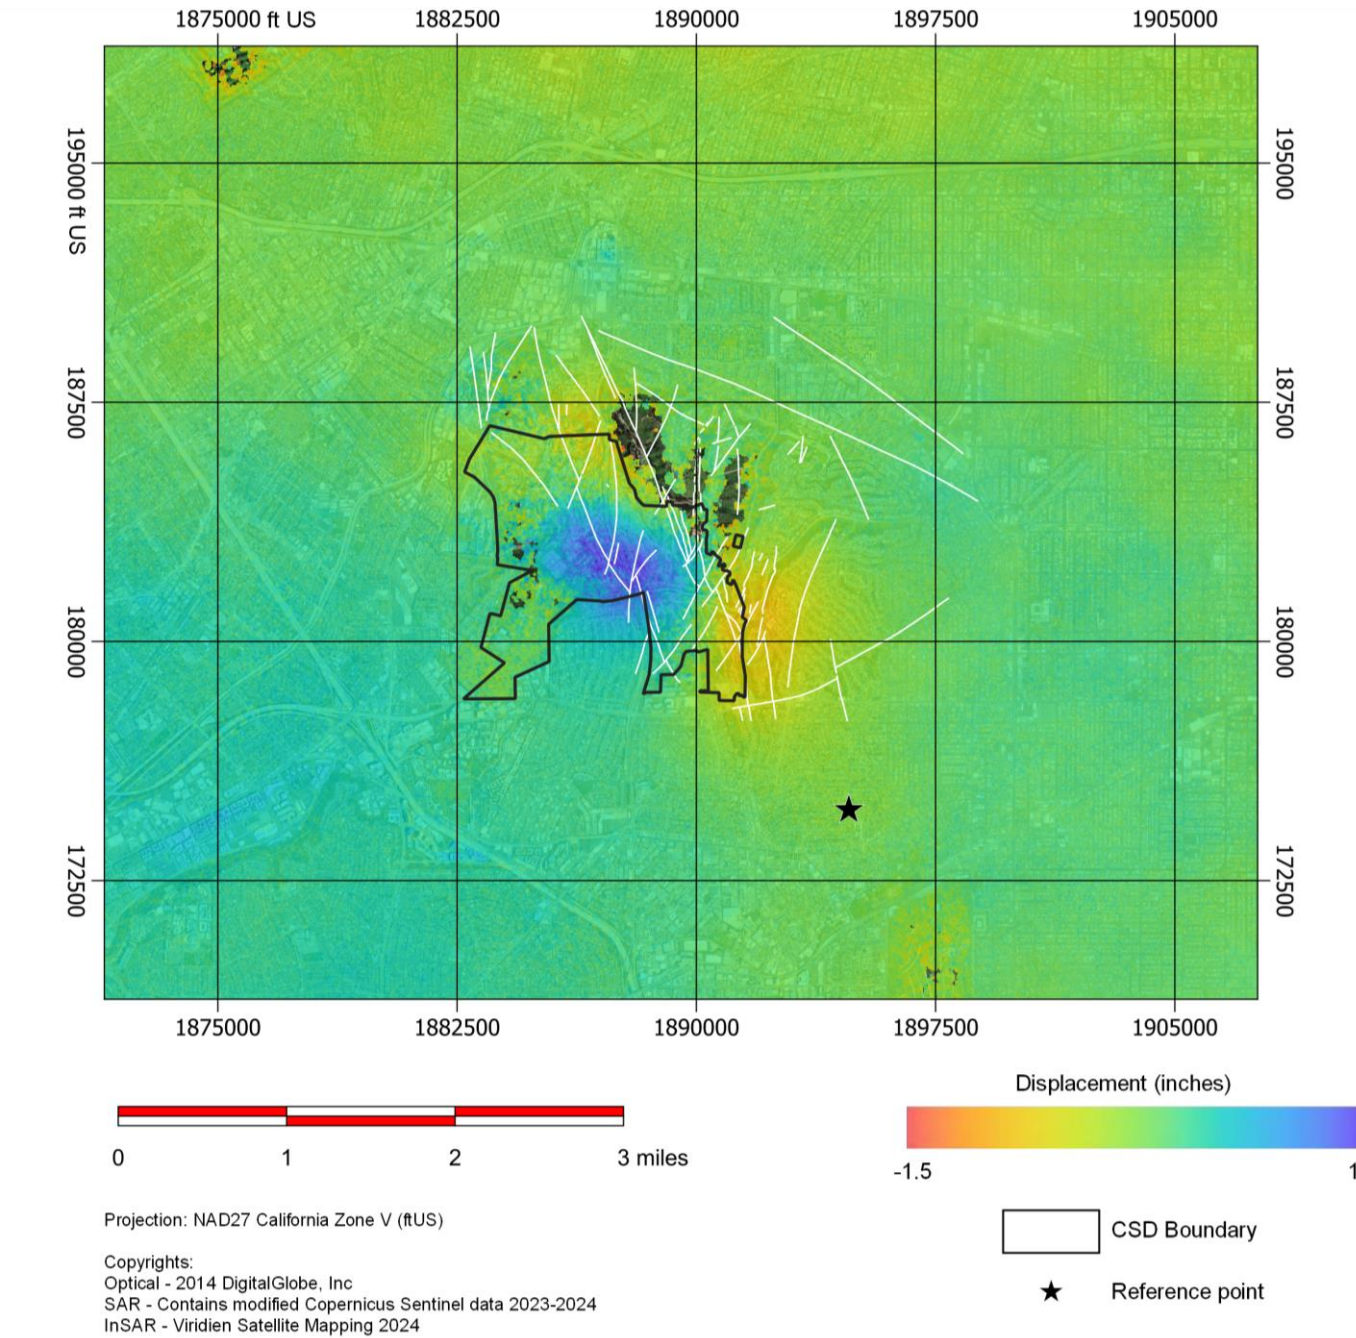 1875000 ft US 1882500 1890000 1897500 1905000
195000 ft US 195000
187500 187500
180000 180000
172500 172500
1875000 1882500 1890000 1897500 1905000
Displacement (inches)
-1.5 1
0 1 2 3 miles
Projection: NAD27 California Zone V (ftUS)
CSD Boundary
Copyrights:
Optical - 2014 DigitalGlobe, Inc
Reference point
SAR - Contains modified Copernicus Sentinel data 2023-2024
InSAR - Viridien Satellite Mapping 2024